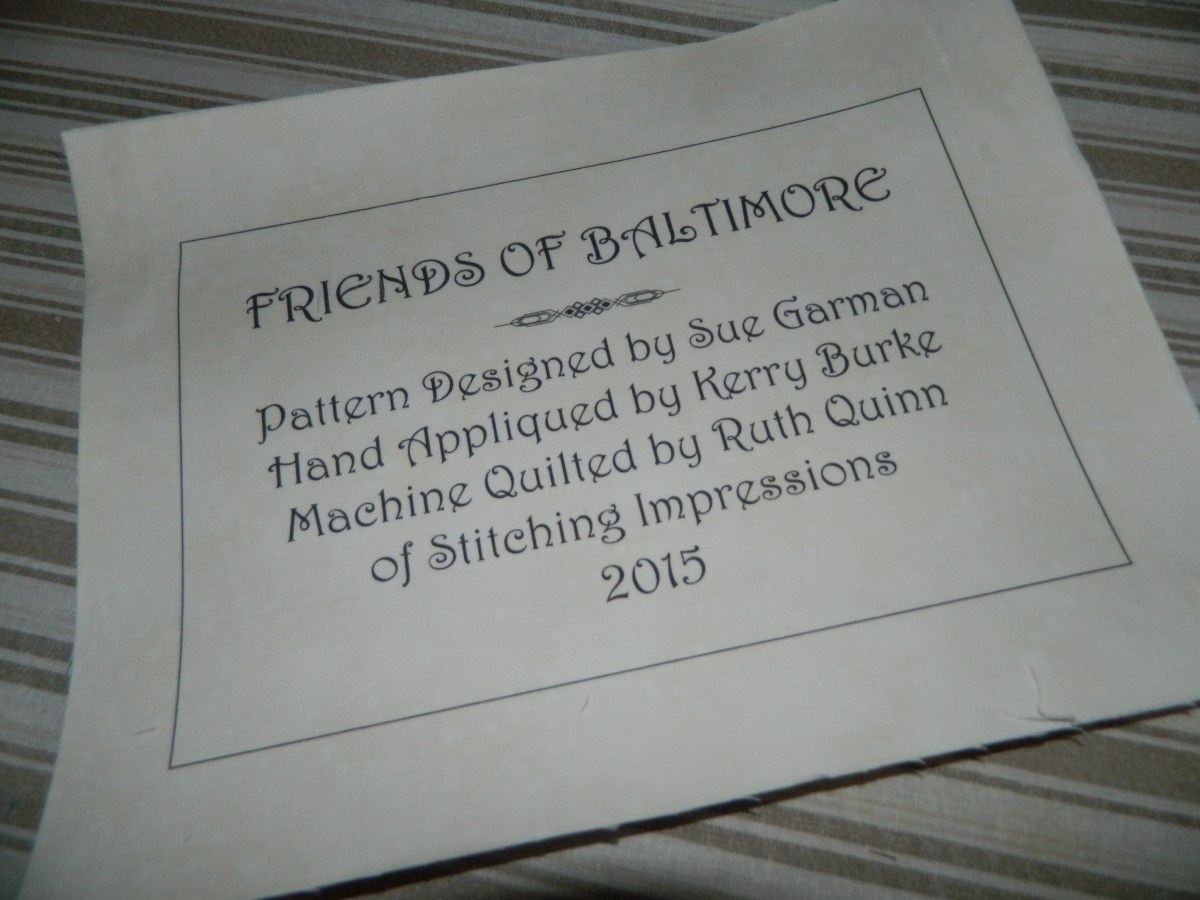 FRIENDS OF BALTIMORE
Pattern Designed by Sue Garman
Hand Appliqued by Kerry Burke
Machine Quilted by Ruth Quinn
of Stitching Impressions
2015